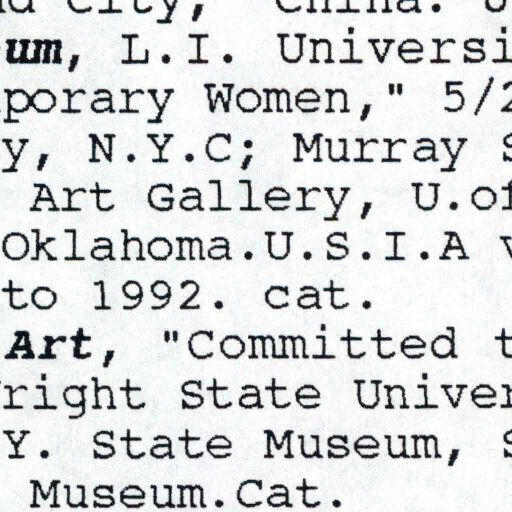 City, China.
um, L.I. Universi
porary Women," 5/2
y, N.Y.C; Murray S
Art Gallery, U.of
Oklahoma.U.S.I.A v
to 1992. cat.
Art, "Committed t
right State Univer
Y. State Museum, S
Museum.Cat.